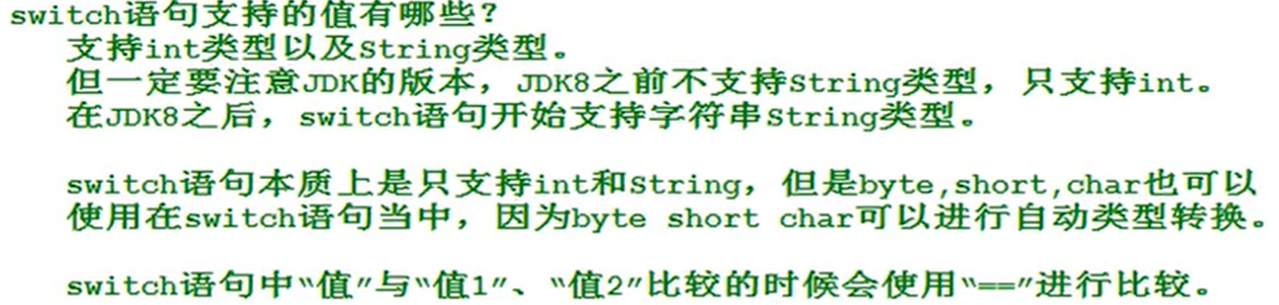 switch语句支持的值有哪些?
支持int类型以及String类型。
但一定要注意JDK的版本，JDK8之前不支持String类型，只支持int。
在JDK8之后，switch语句开始支持字符串String类型。
switch语句本质上是只支持int和String，但是byte,short,char也可以
使用在switch语句当中，因为byte short char可以进行自动类型转换。
switch语句中“值”与“值1”、“值2”比较的时候会使用“==”进行比较。